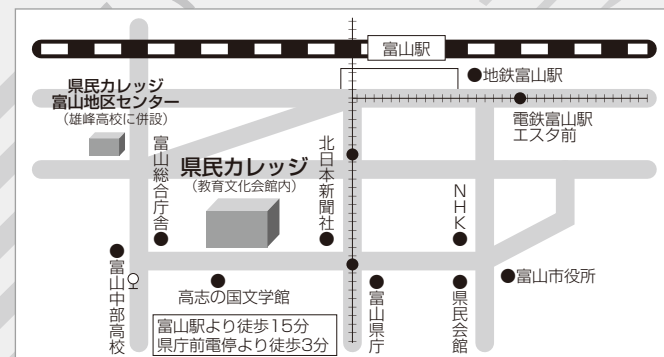 富山駅
地鉄富山駅
県民カレッジ
富山地区センター
(雄峰高校に併設)
電鉄富山駅
エスタ前
富山総合庁舎
県民カレッジ
(教育文化会館内)
北日本新聞社
NHK
富山中部高校
高志の国文学館
富山県庁
県民会館
富山市役所
富山駅より徒歩15分
県庁前電停より徒歩3分